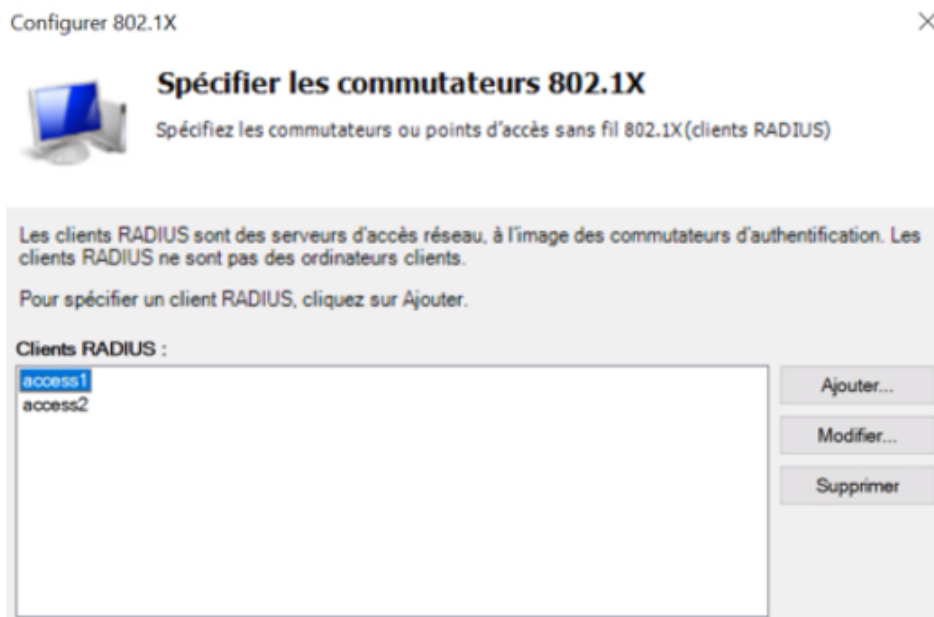 Configurer 802.1X
Spécifier les commutateurs 802.1X
Spécifiez les commutateurs ou points d'accès sans fil 802.1X(clients RADIUS)
Les clients RADIUS sont des serveurs d'accès réseau, à l'image des commutateurs d'authentification. Les
clients RADIUS ne sont pas des ordinateurs clients.
Pour spécifier un client RADIUS, cliquez sur Ajouter.
Clients RADIUS :
access1
access2
Ajouter...
Modifier...
Supprimer